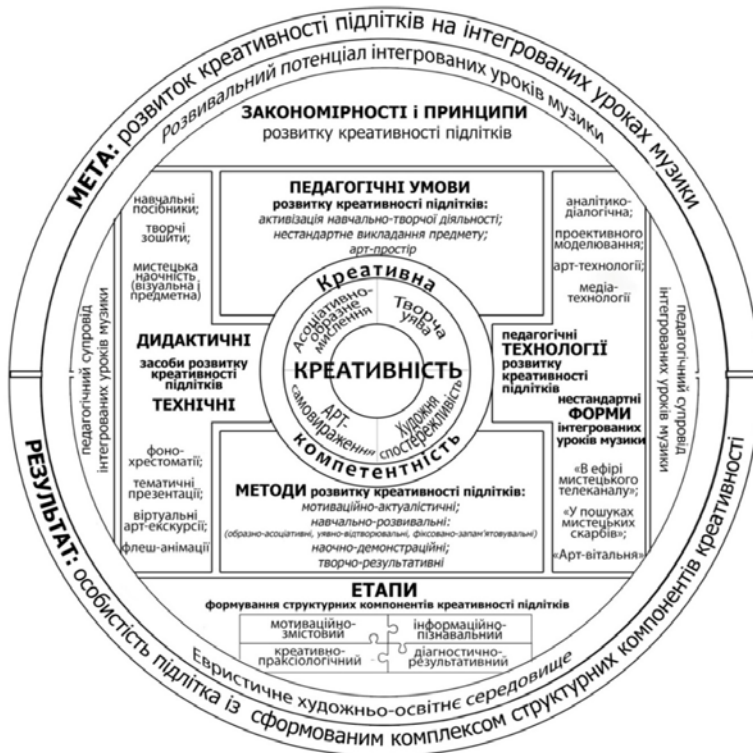 МЕТА: розвиток креативності підлітків на інтегрованих уроках музики
Розвивальний потенціал інтегрованих уроків музики
ЗАКОНОМІРНОСТІ і ПРИНЦИПИ
розвитку креативності підлітків
ПЕДАГОГІЧНІ УМОВИ
розвитку креативності підлітків:
активізація навчально-творчої діяльності;
нестандартне викладання предмету;
арт-простір
навчальні
посібники;
творчі
зошити;
мистецька
наочність
(візуальна і
предметна)
ДИДАКТИЧНІ
засоби розвитку
креативності
підлітків
ТЕХНІЧНІ
фоно-
хрестоматії;
тематичні
презентації;
віртуальні
арт-екскурсії;
флеш-анімації
педагогічний супровід
інтегрованих уроків музики
Креативна
Асоціативно-
образне
мислення
Творча
уява
КРЕАТИВНІСТЬ
АРТ-
самовираження
Художня
спостережливість
компетентність
аналітико-
діалогічна;
проективного
моделювання;
арт-технології;
медіа-
технології
педагогічні
ТЕХНОЛОГІЇ
розвитку
креативності
підлітків
нестандартні
ФОРМИ
інтегрованих
уроків музики
«В ефірі
мистецького
телеканалу»;
«У пошуках
мистецьких
скарбів»;
«Арт-вітальня»
педагогічний супровід
інтегрованих уроків музики
МЕТОДИ розвитку креативності підлітків:
мотиваційно-актуалістичні;
навчально-розвивальні:
(образно-асоціативні, уявно-відтворювальні, фіксовано-запам'ятовувальні)
наочно-демонстраційні;
творчо-результативні
ЕТАПИ
формування структурних компонентів креативності підлітків
мотиваційно-
змістовий
інформаційно-
пізнавальний
креативно-
праксіологічний
діагностично-
результативний
Евристичне художньо-освітнє середовище
РЕЗУЛЬТАТ: особистість підлітка із сформованим комплексом структурних компонентів креативності